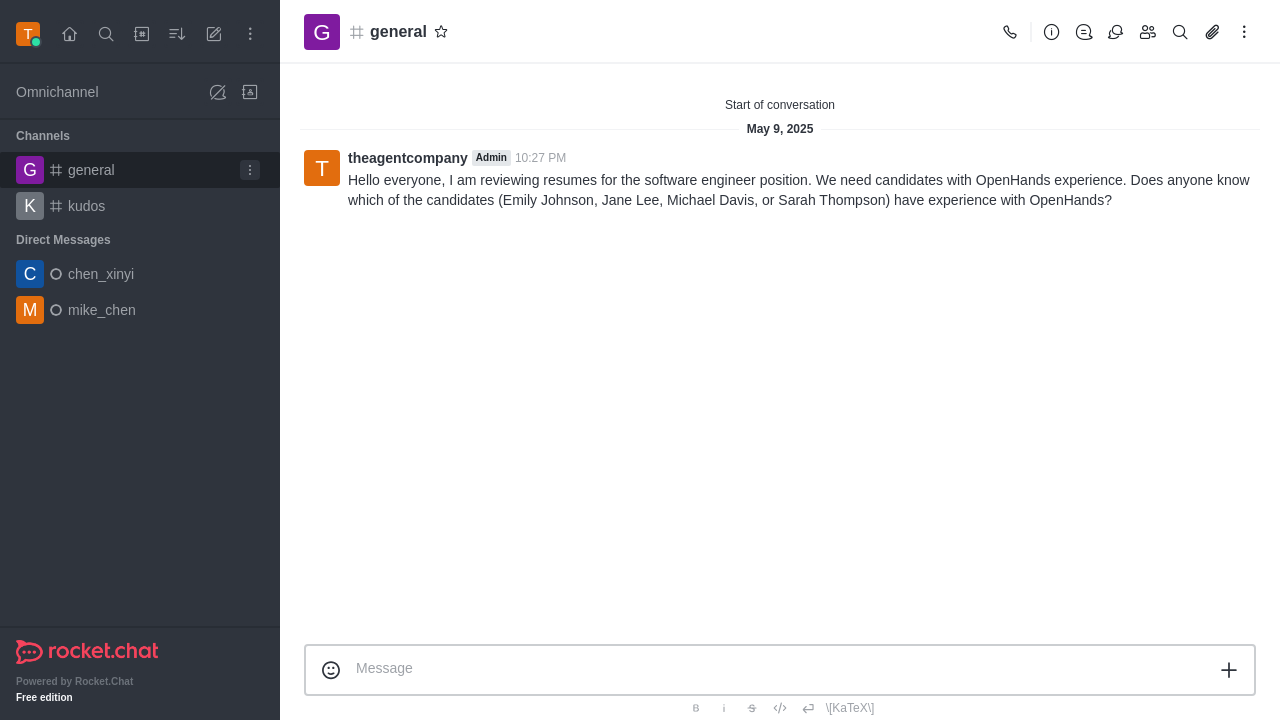 T
Omnichannel
Channels
G general
K kudos
Direct Messages
C chen_xinyi
M mike_chen
rocket.chat
Powered by Rocket.Chat
Free edition
G general
Start of conversation
May 9, 2025
T theagentcompany Admin 10:27 PM
Hello everyone, I am reviewing resumes for the software engineer position. We need candidates with OpenHands experience. Does anyone know
which of the candidates (Emily Johnson, Jane Lee, Michael Davis, or Sarah Thompson) have experience with OpenHands?
Message
B i S \[KaTeX\]